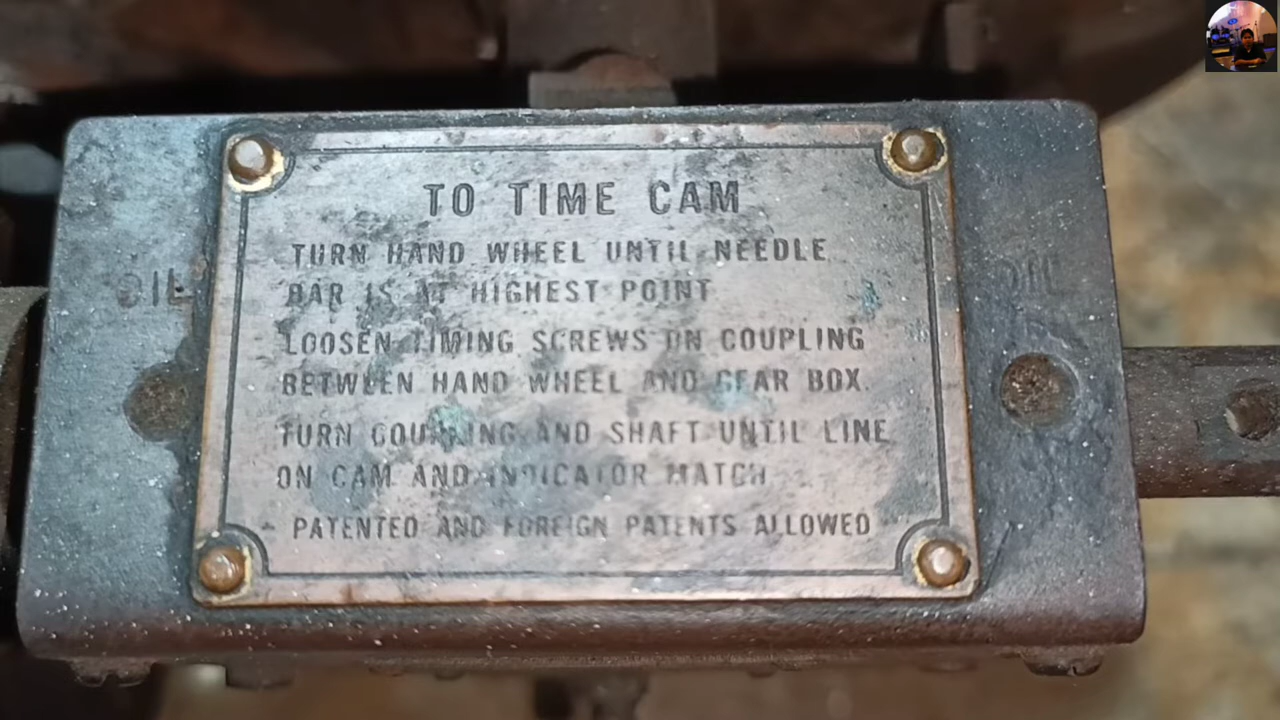 TO TIME CAM
OIL
OIL
TURN HAND WHEEL UNTIL NEEDLE
BAR IS AT HIGHEST POINT
LOOSEN TIMING SCREWS ON COUPLING
BETWEEN HAND WHEEL AND GEAR BOX.
TURN COUPLING AND SHAFT UNTIL LINE
ON CAM AND INDICATOR MATCH
PATENTED AND FOREIGN PATENTS ALLOWED